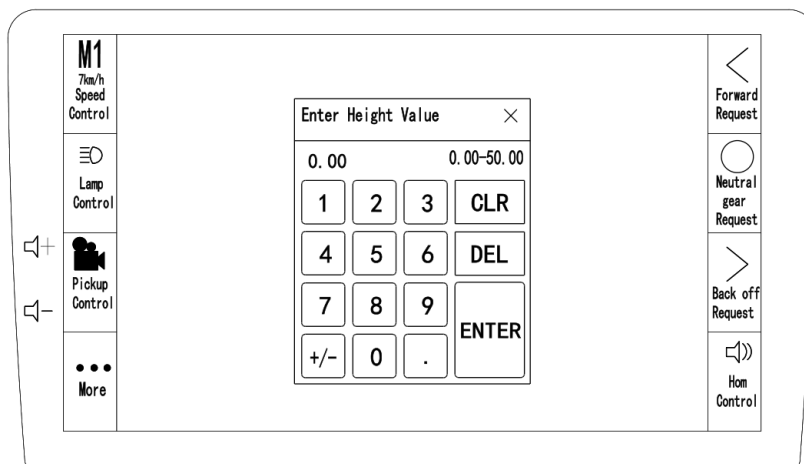 M1
7km/h
Speed
Control
Lamp
Control
Pickup
Control
More
Enter Height Value ×
0.00 0.00-50.00
1 2 3 CLR
4 5 6 DEL
7 8 9
ENTER
+/- 0 .
Forward
Request
Neutral
gear
Request
Back off
Request
Hom
Control